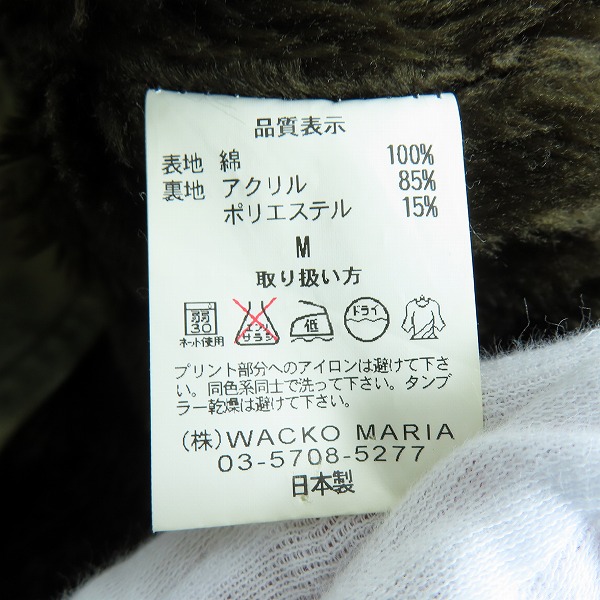 品質表示
表地 綿 100%
裏地 アクリル 85%
ポリエステル 15%
M
取り扱い方
弱 30 エンソサラシ 低 ドライ
ネット使用
プリント部分へのアイロンは避けて下さ
い。同色系同士で洗って下さい。タンブ
ラー乾燥は避けて下さい。
(株)WACKO MARIA
03-5708-5277
日本製